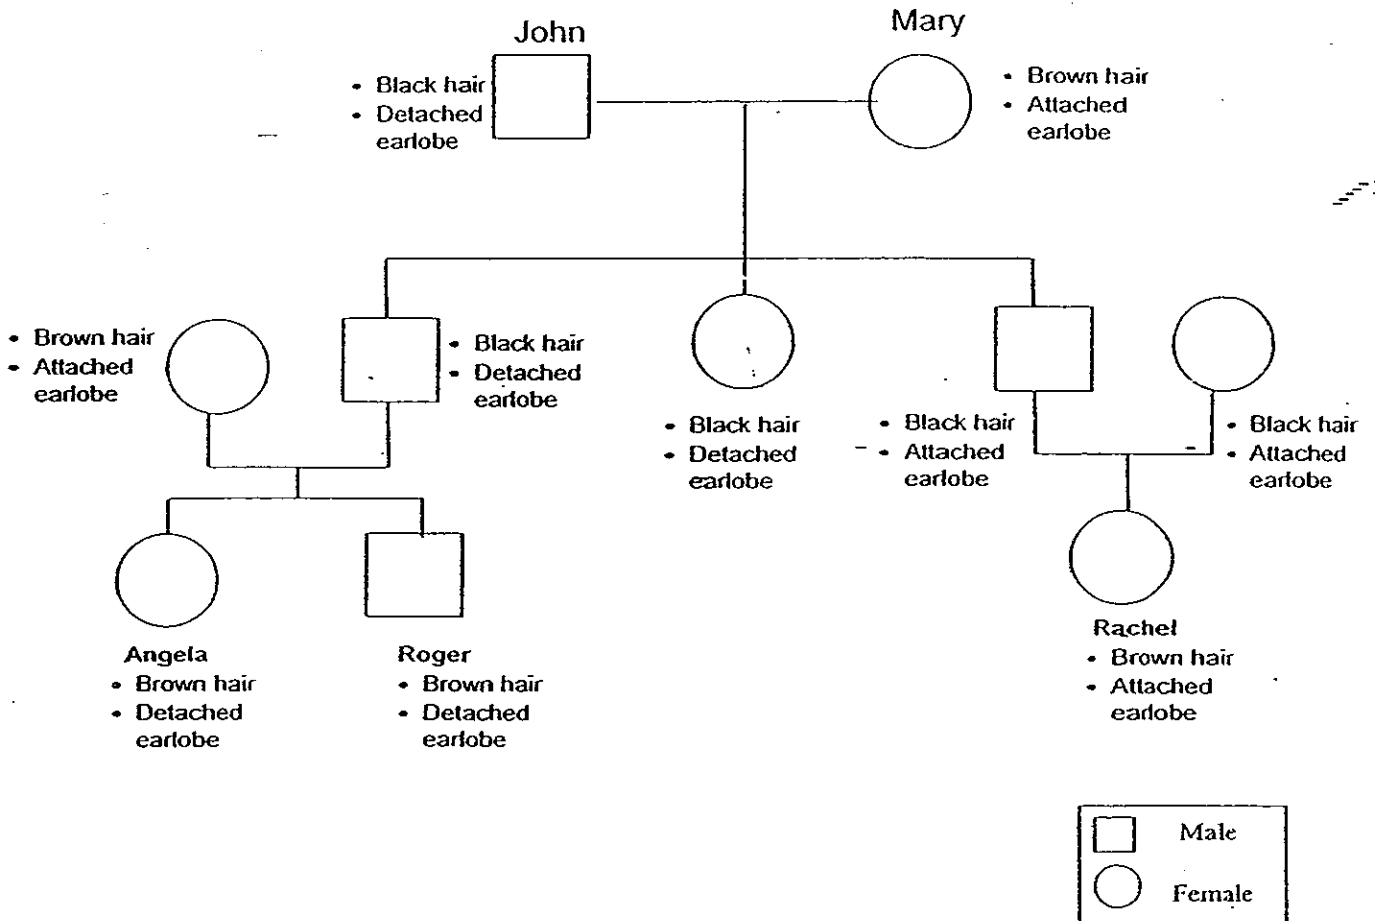 John
Mary
• Black hair
• Detached
earlobe
• Brown hair
• Attached
earlobe
• Brown hair
• Attached
earlobe
• Black hair
• Detached
earlobe
• Black hair
• Detached
earlobe
• Black hair
• Attached
earlobe
• Black hair
• Attached
earlobe
Angela
• Brown hair
• Detached
earlobe
Roger
• Brown hair
• Detached
earlobe
Rachel
• Brown hair
• Attached
earlobe
Male
Female